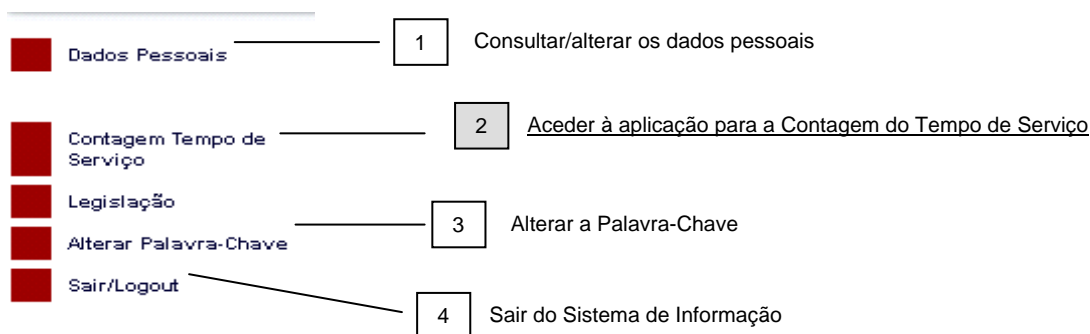 Dados Pessoais
1 Consultar/alterar os dados pessoais
Contagem Tempo de
Serviço
2 Aceder à aplicação para a Contagem do Tempo de Serviço
Legislação
Alterar Palavra-Chave
3 Alterar a Palavra-Chave
Sair/Logout
4 Sair do Sistema de Informação